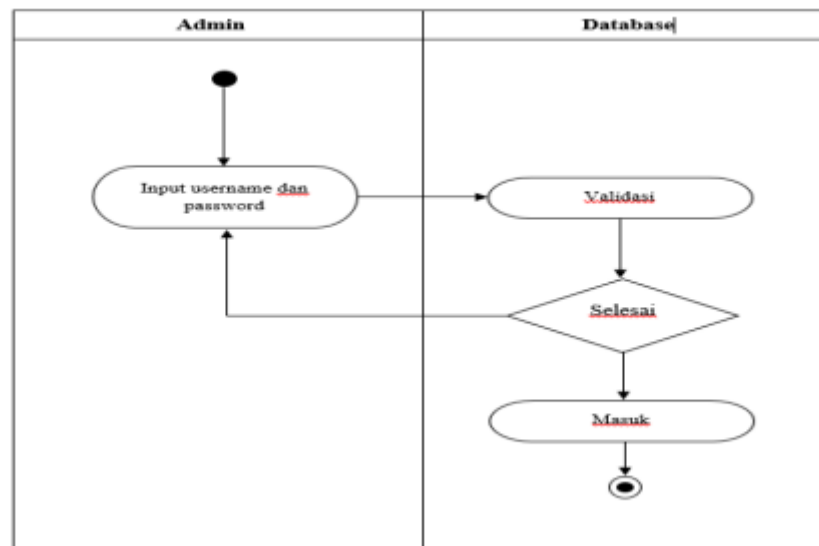 Admin
Database
Input username dan
password
Validasi
Selesai
Masuk